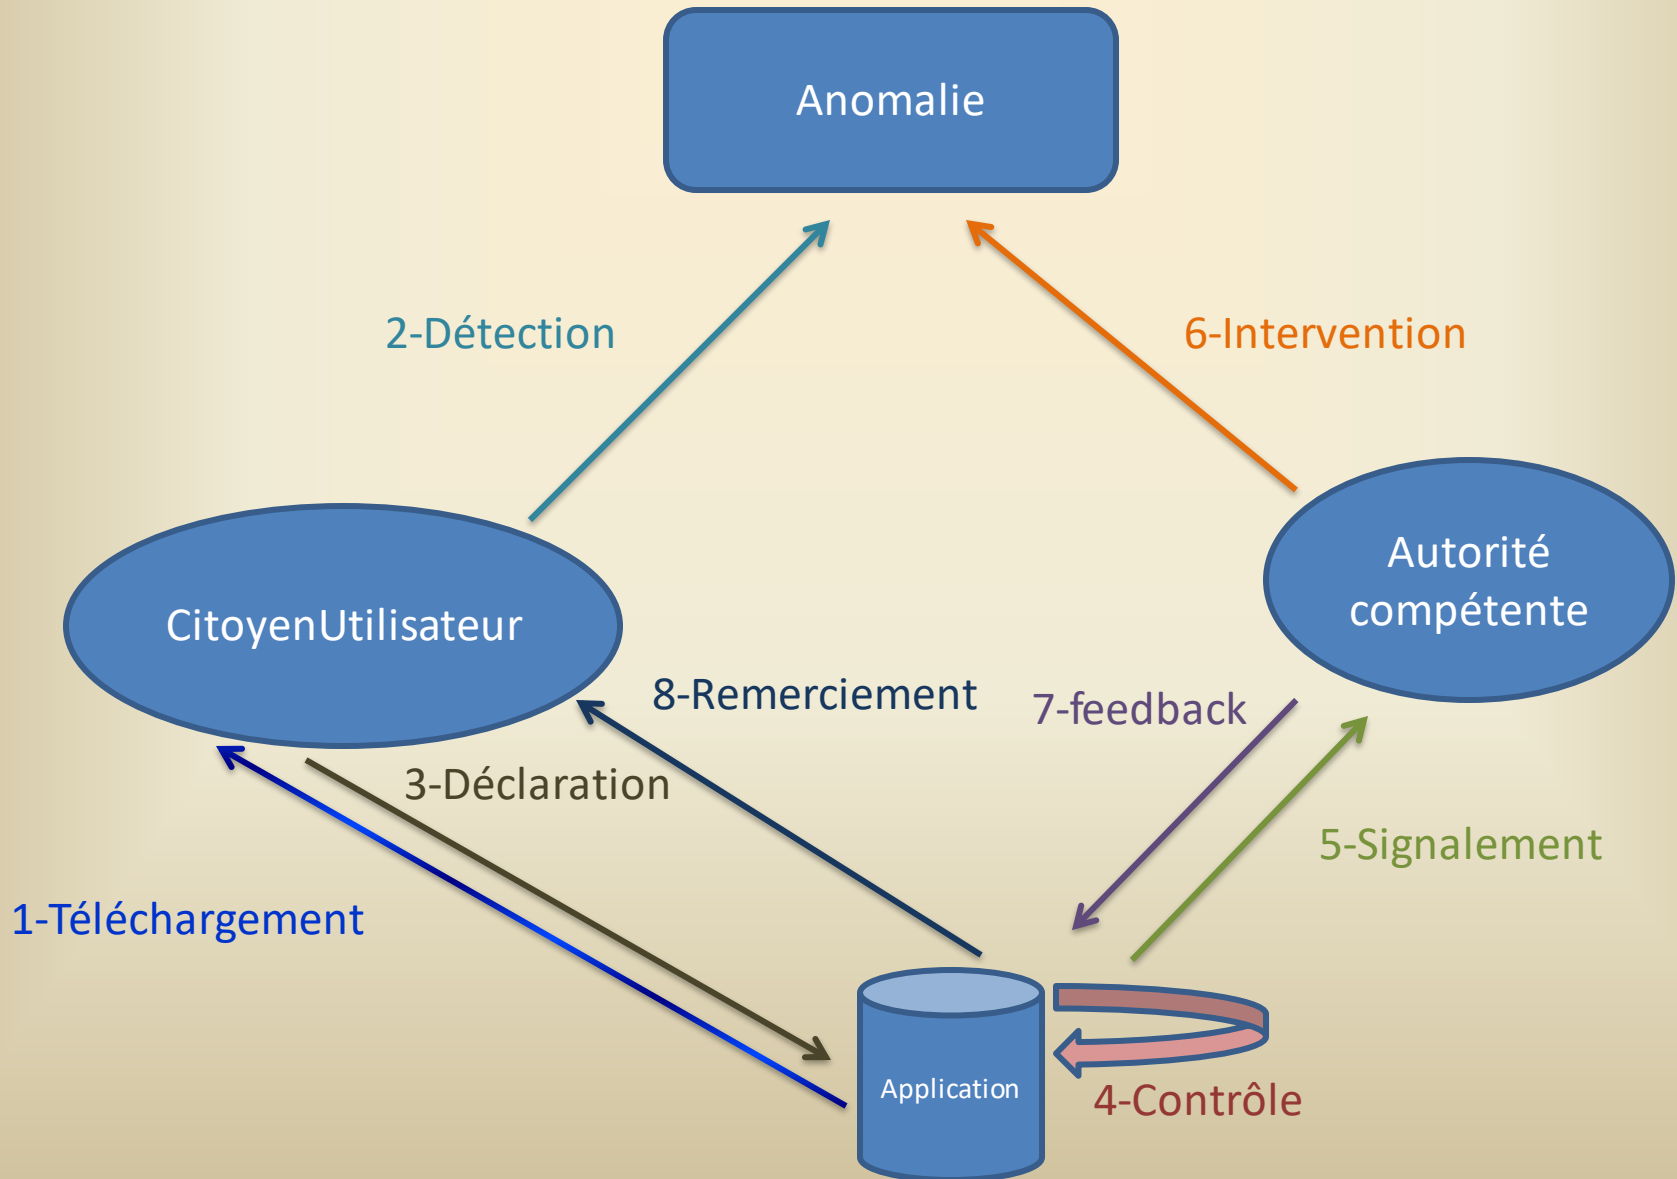 Anomalie
2-Détection
6-Intervention
Autorité
compétente
CitoyenUtilisateur
8-Remerciement
7-feedback
3-Déclaration
5-Signalement
1-Téléchargement
Application
4-Contrôle